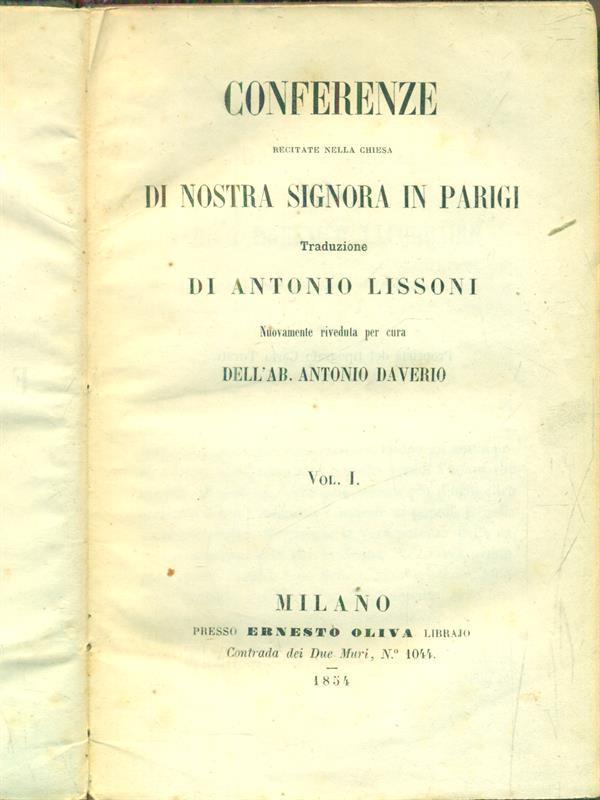 CONFERENZE
RECITATE NELLA CHIESA
DI NOSTRA SIGNORA IN PARIGI
Traduzione
DI ANTONIO LISSONI
Nuovamente riveduta per cura
DELL'AB. ANTONIO DAVERIO
VOL. I.
MILANO
PRESSO ERNESTO OLIVA LIBRAJO
Contrada dei Due Muri, N.º 1044.
1854